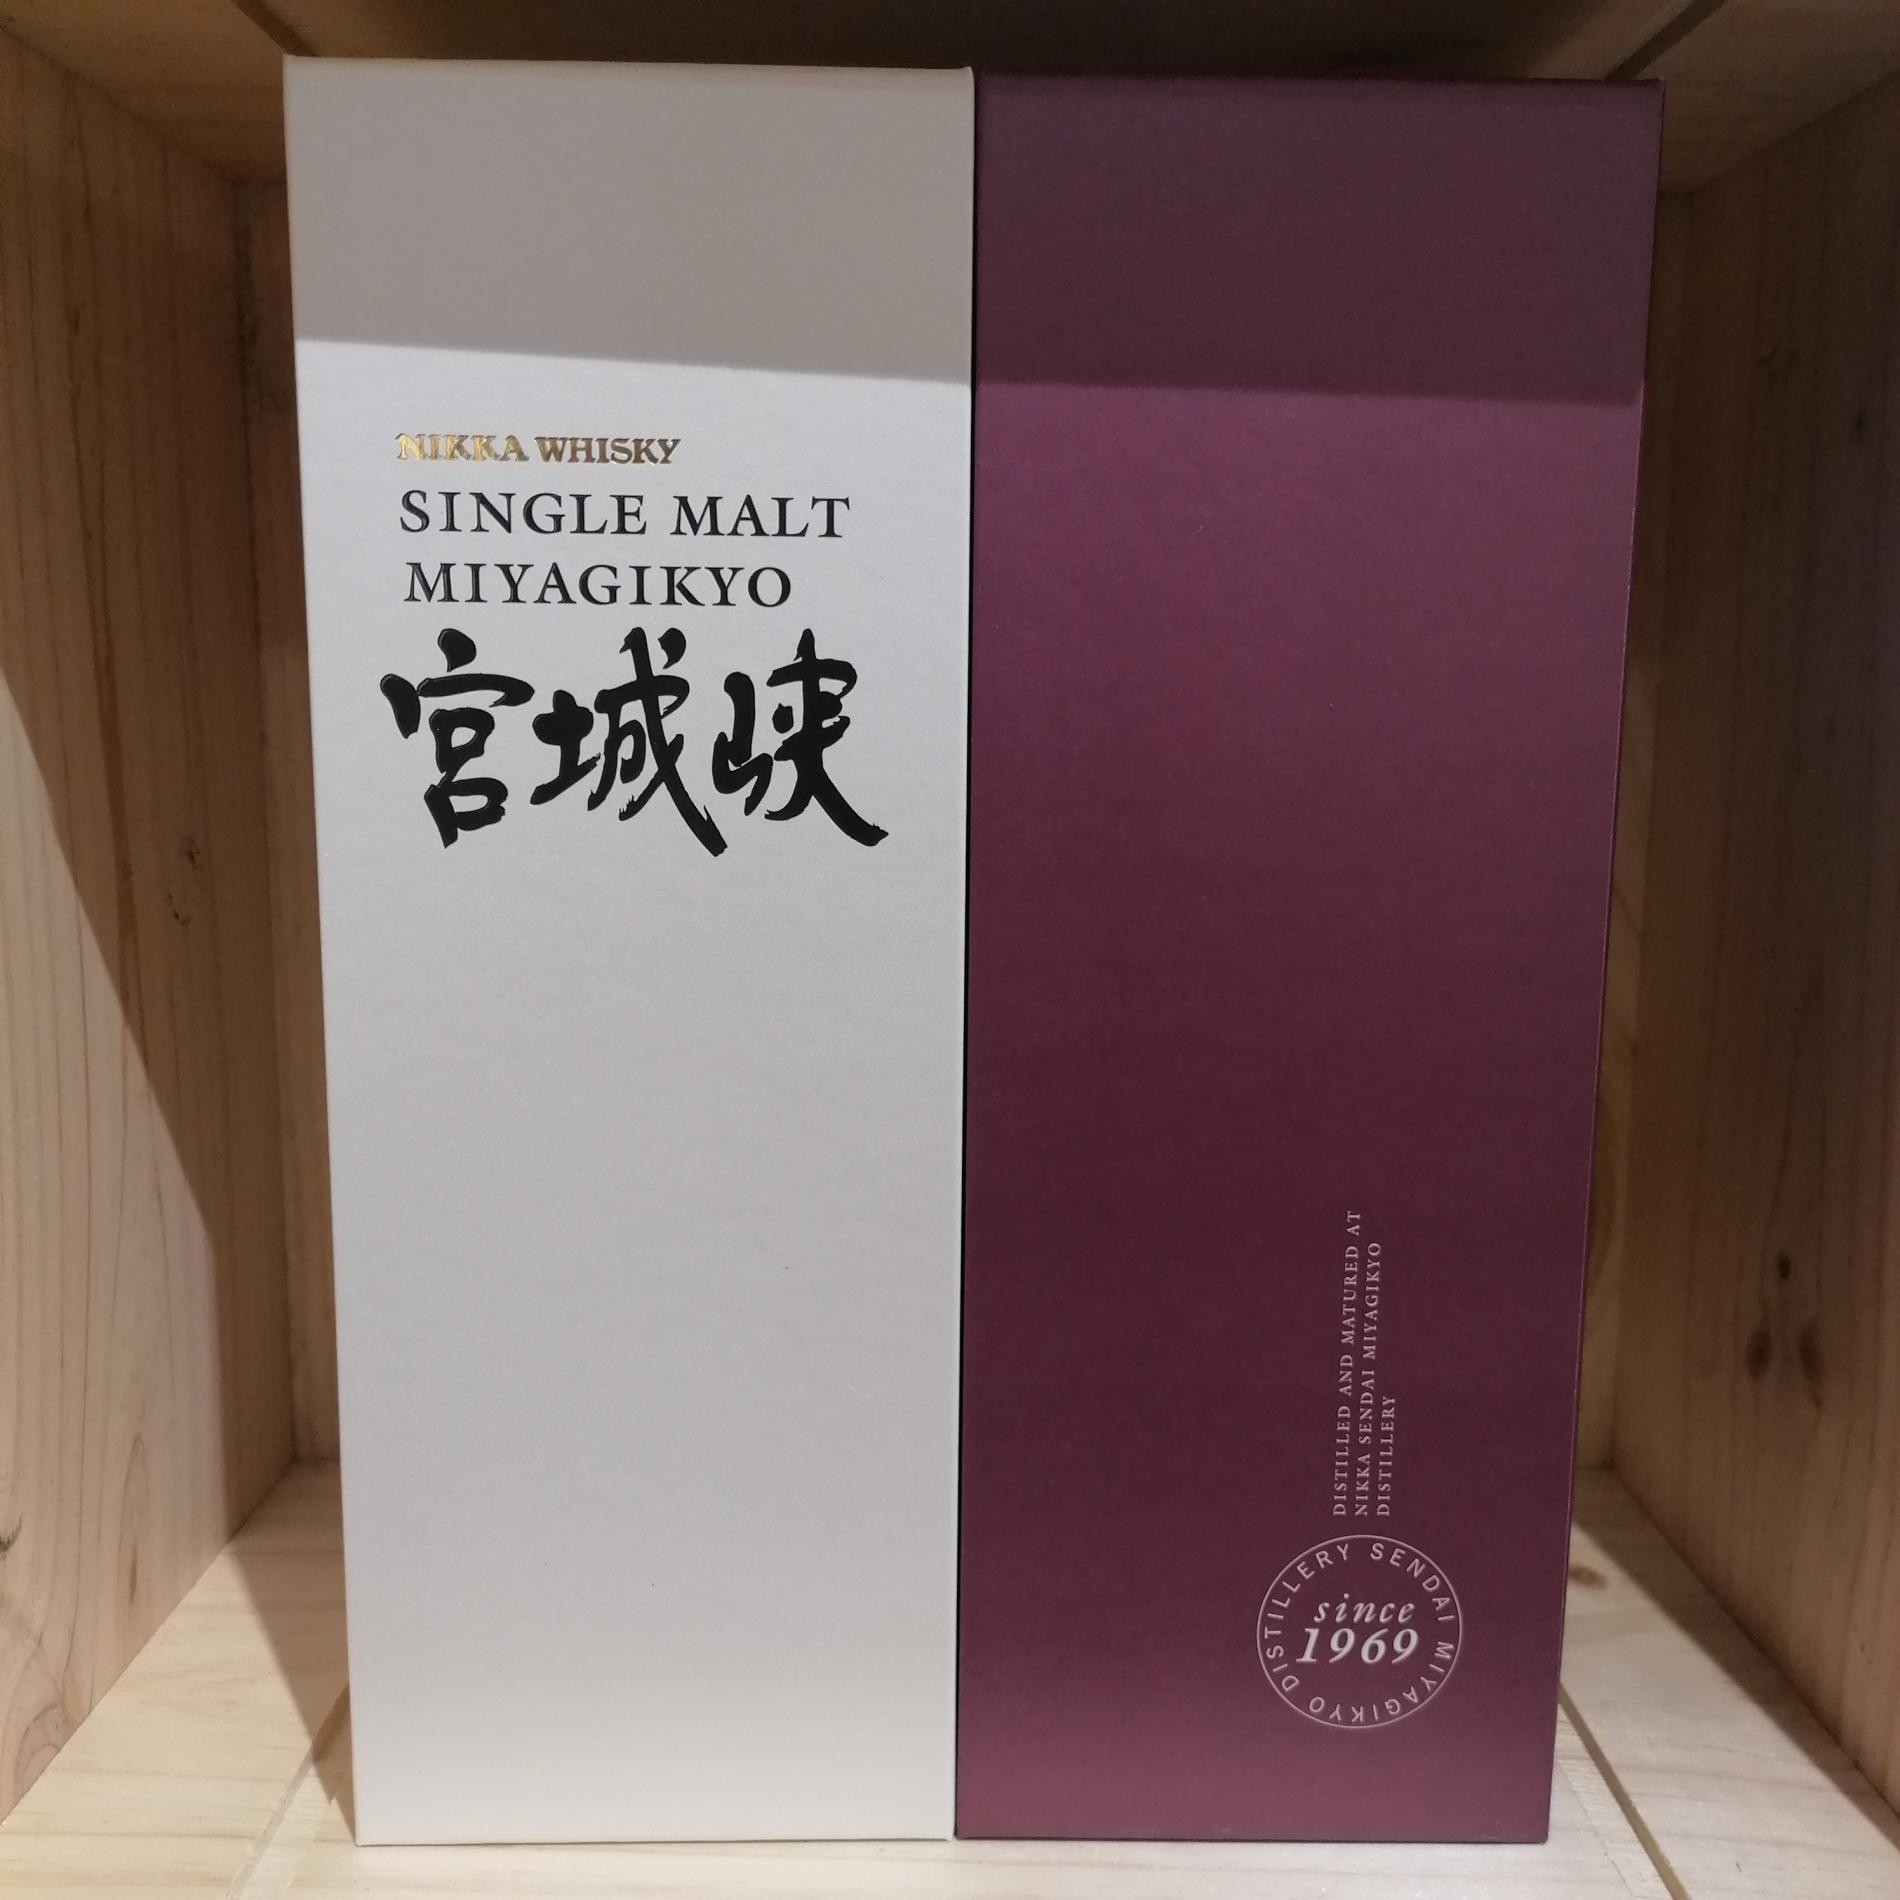 NIKKA WHISKY
SINGLE MALT
MIYAGIKYO
宮城峡
DISTILLED AND MATURED AT
NIKKA SENDAI MIYAGIKYO
DISTILLERY
DISTILLERY SENDAI MIYAGIKYO
since
1969